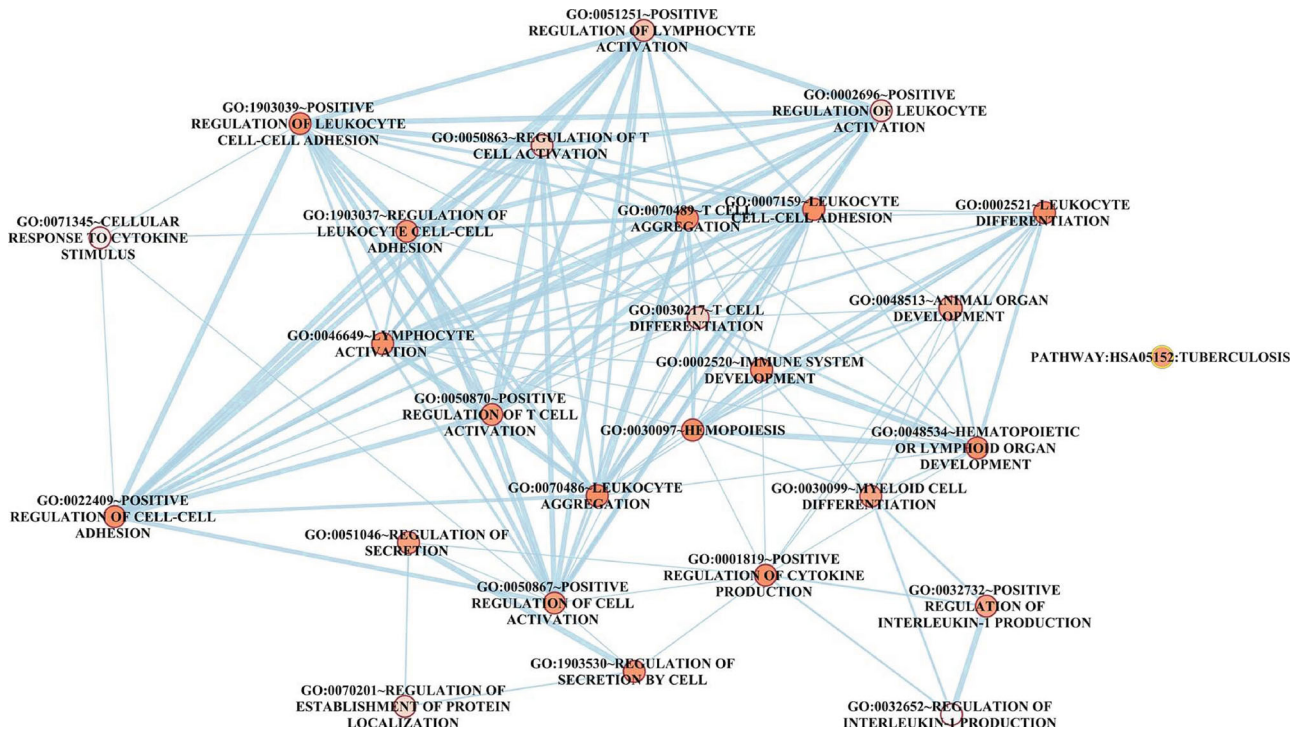 GO:0051251~POSITIVE
REGULATION OF LYMPHOCYTE
ACTIVATION
GO:1903039~POSITIVE
REGULATION OF LEUKOCYTE
CELL-CELL ADHESION
GO:0002696~POSITIVE
REGULATION OF LEUKOCYTE
ACTIVATION
GO:0050863~REGULATION OF T
CELL ACTIVATION
GO:0071345~CELLULAR
RESPONSE TO CYTOKINE
STIMULUS
GO:1903037~REGULATION OF
LEUKOCYTE CELL-CELL
ADHESION
GO:0070489~T CELL
AGGREGATION
GO:0007159~LEUKOCYTE
CELL-CELL ADHESION
GO:0002521~LEUKOCYTE
DIFFERENTIATION
GO:0030217~T CELL
DIFFERENTIATION
GO:0048513~ANIMAL ORGAN
DEVELOPMENT
GO:0046649~LYMPHOCYTE
ACTIVATION
GO:0002520~IMMUNE SYSTEM
DEVELOPMENT
PATHWAY:HSA05152:TUBERCULOSIS
GO:0050870~POSITIVE
REGULATION OF T CELL
ACTIVATION
GO:0030097~HEMOPOIESIS
GO:0048534~HEMATOPOIETIC
OR LYMPHOID ORGAN
DEVELOPMENT
GO:0022409~POSITIVE
REGULATION OF CELL-CELL
ADHESION
GO:0070486~LEUKOCYTE
AGGREGATION
GO:0030099~MYELOID CELL
DIFFERENTIATION
GO:0051046~REGULATION OF
SECRETION
GO:0001819~POSITIVE
REGULATION OF CYTOKINE
PRODUCTION
GO:0050867~POSITIVE
REGULATION OF CELL
ACTIVATION
GO:0032732~POSITIVE
REGULATION OF
INTERLEUKIN-1 PRODUCTION
GO:1903530~REGULATION OF
SECRETION BY CELL
GO:0070201~REGULATION OF
ESTABLISHMENT OF PROTEIN
LOCALIZATION
GO:0032652~REGULATION OF
INTERLEUKIN-1 PRODUCTION